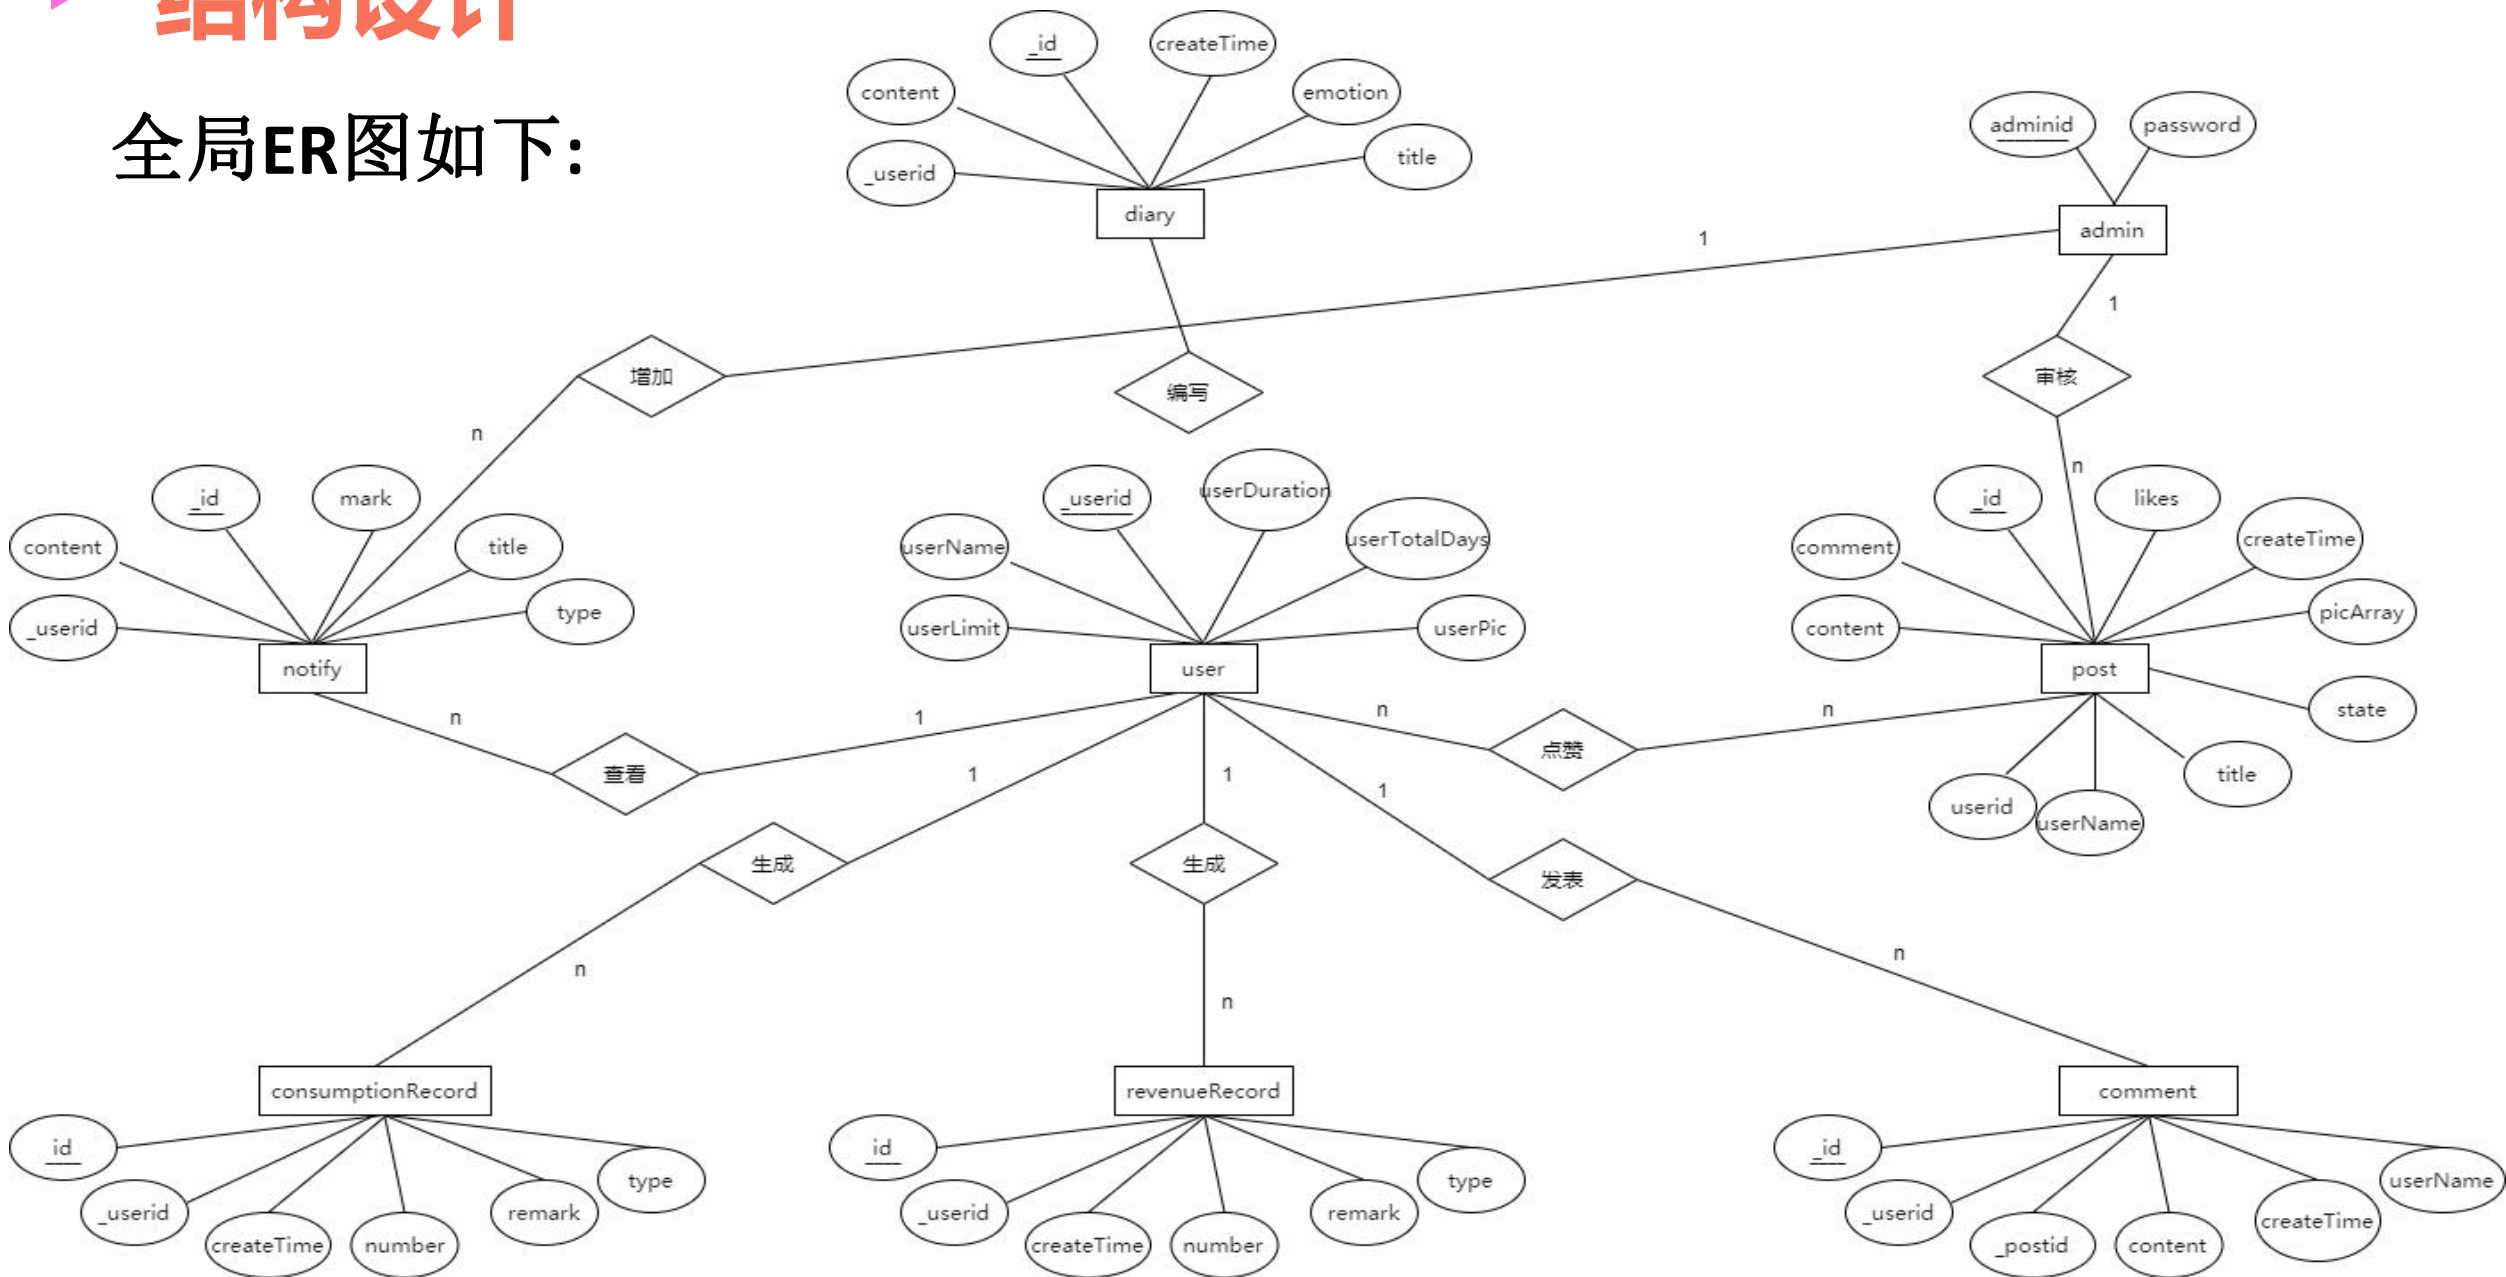 结构设计
全局ER图如下:
_id
createTime
content
emotion
_userid
title
diary
adminid
password
admin
1
1
增加
编写
审核
n
n
_id
mark
content
title
_userid
type
notify
_userid
userDuration
userName
userTotalDays
userLimit
userPic
user
_id
likes
comment
createTime
content
picArray
post
state
title
userid
userName
n
查看
1
n
点赞
n
1
生成
n
1
生成
n
1
发表
n
consumptionRecord
id
_userid
createTime
number
remark
type
revenueRecord
id
_userid
createTime
number
remark
type
comment
_id
_userid
_postid
content
createTime
userName